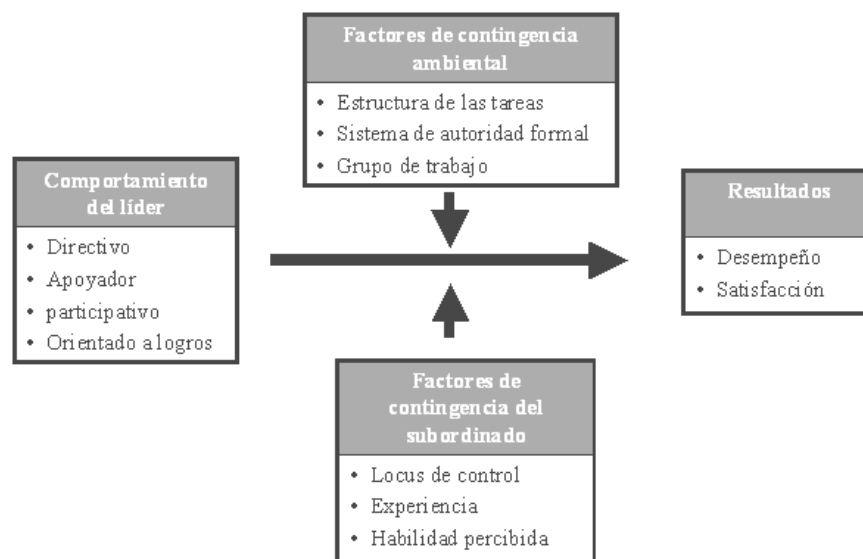 Factores de contingencia
ambiental
• Estructura de las tareas
• Sistema de autoridad formal
• Grupo de trabajo
Comportamiento
del líder
• Directivo
• Apoyador
• participativo
• Orientado a logros
Resultados
• Desempeño
• Satisfacción
Factores de
contingencia del
subordinado
• Locus de control
• Experiencia
• Habilidad percibida